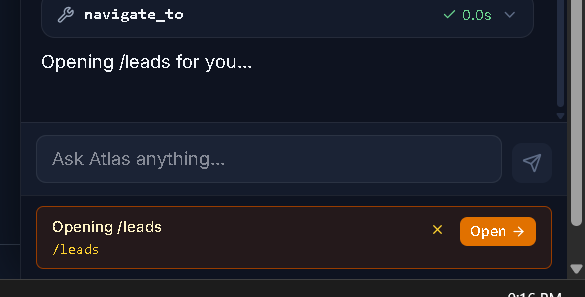 navigate_to
0.0s
Opening /leads for you...
Ask Atlas anything...
Opening /leads
/leads
Open →